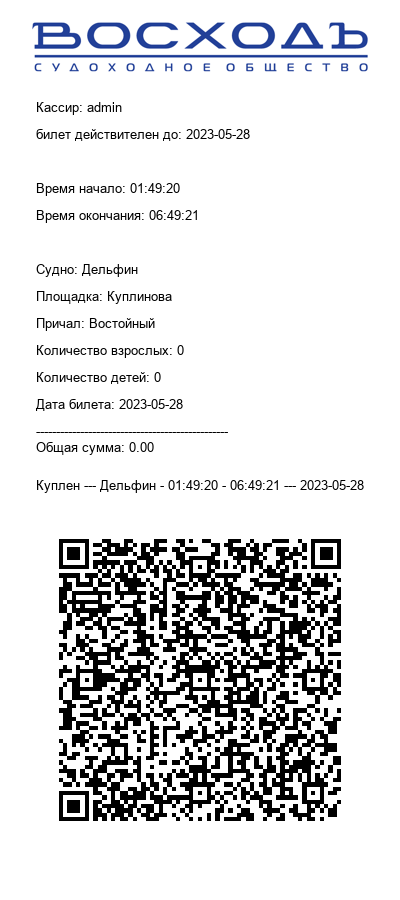 ВОСХОДЪ
СУДОХОДНОЕ ОБЩЕСТВО
Кассир: admin
билет действителен до: 2023-05-28
Время начало: 01:49:20
Время окончания: 06:49:21
Судно: Дельфин
Площадка: Куплинова
Причал: Востойный
Количество взрослых: 0
Количество детей: 0
Дата билета: 2023-05-28
------------------------------------------------
Общая сумма: 0.00
Куплен --- Дельфин - 01:49:20 - 06:49:21 --- 2023-05-28